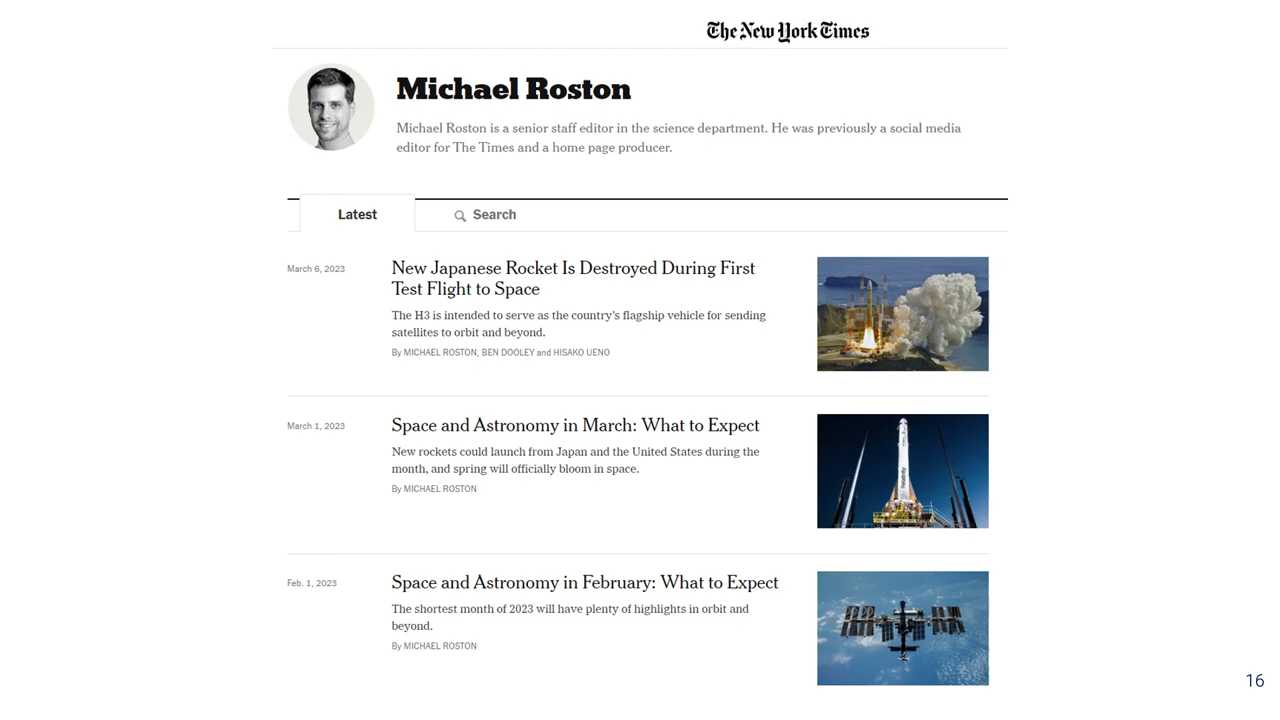 The New York Times
Michael Roston
Michael Roston is a senior staff editor in the science department. He was previously a social media
editor for The Times and a home page producer.
Latest
Search
March 6, 2023
New Japanese Rocket Is Destroyed During First
Test Flight to Space
The H3 is intended to serve as the country's flagship vehicle for sending
satellites to orbit and beyond.
By MICHAEL ROSTON, BEN DOOLEY and HISAKO UENO
March 1, 2023
Space and Astronomy in March: What to Expect
New rockets could launch from Japan and the United States during the
month, and spring will officially bloom in space.
By MICHAEL ROSTON
Relativity
Feb. 1, 2023
Space and Astronomy in February: What to Expect
The shortest month of 2023 will have plenty of highlights in orbit and
beyond.
By MICHAEL ROSTON
16